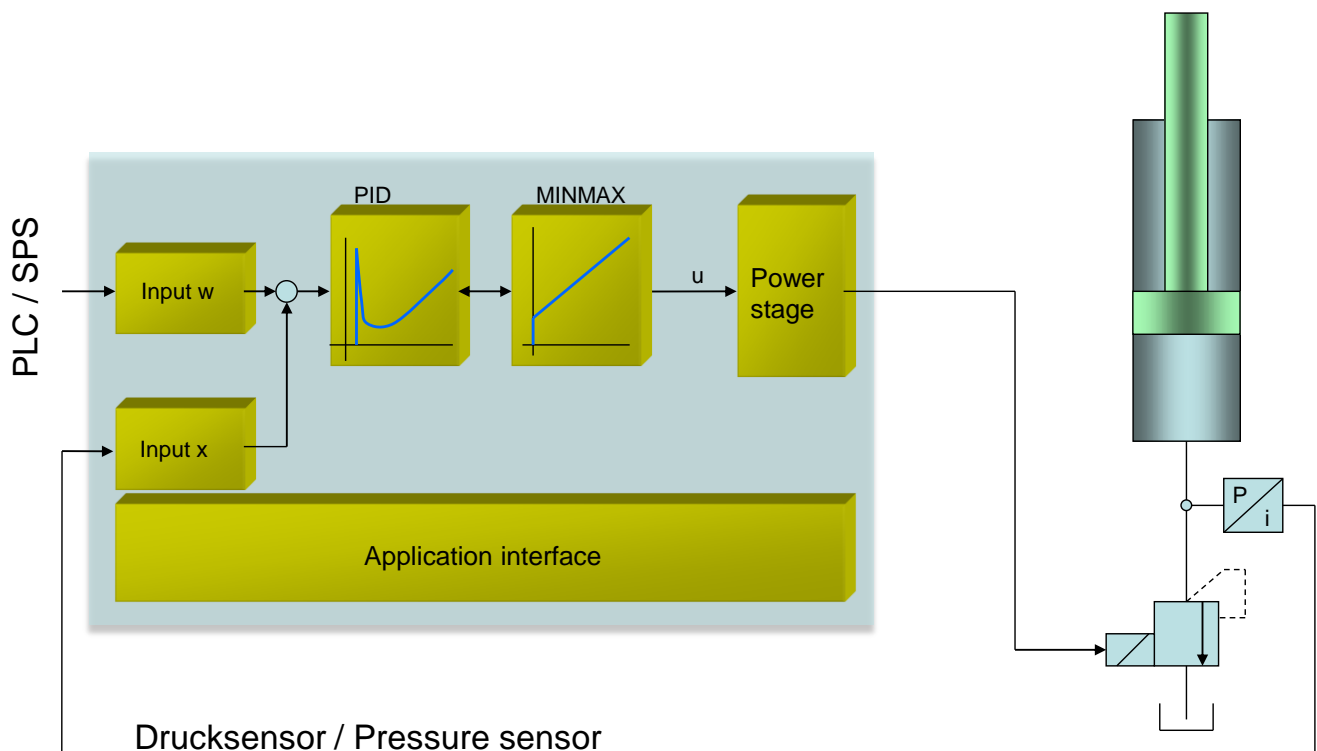 PLC / SPS
PID
MINMAX
Input w
u
Power
stage
Input x
Application interface
P
i
Drucksensor / Pressure sensor